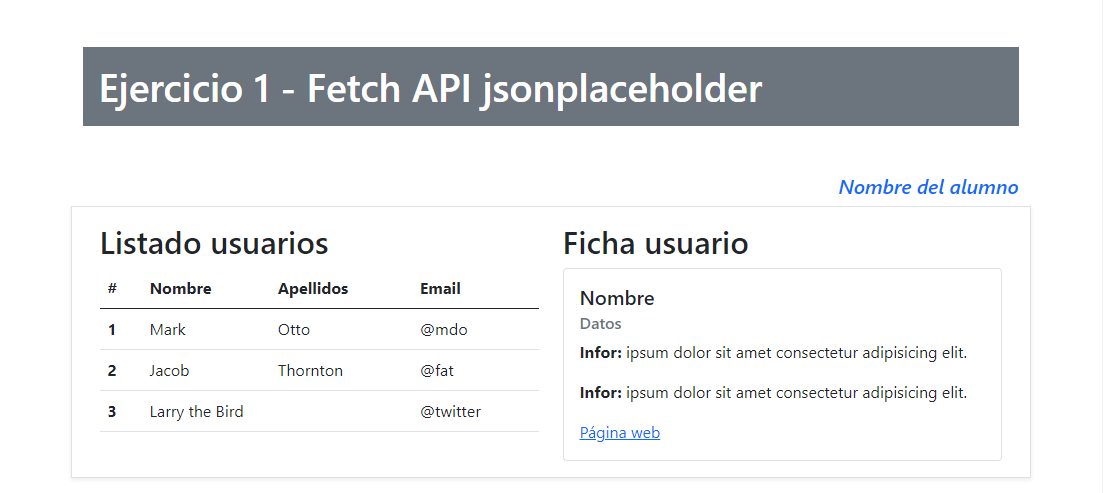 Ejercicio 1 - Fetch API jsonplaceholder
Nombre del alumno
Listado usuarios
# Nombre Apellidos Email
1 Mark Otto @mdo
2 Jacob Thornton @fat
3 Larry the Bird @twitter
Ficha usuario
Nombre
Datos
Infor: ipsum dolor sit amet consectetur adipisicing elit.
Infor: ipsum dolor sit amet consectetur adipisicing elit.
Página web